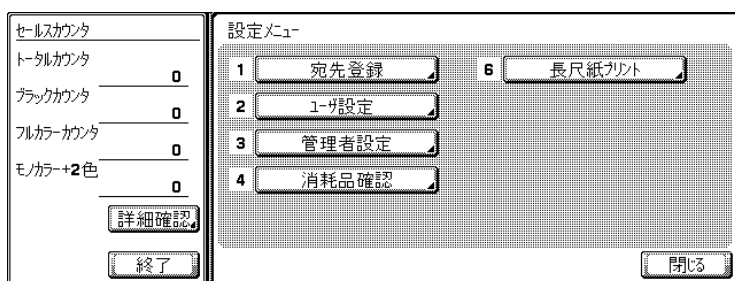 セールスカウンタ
トータルカウンタ
0
ブラックカウンタ
0
フルカラーカウンタ
0
モノカラー+2色
0
詳細確認
終了
設定メニュー
1 宛先登録
6 長尺紙プリント
2 ユーザ設定
3 管理者設定
4 消耗品確認
閉じる